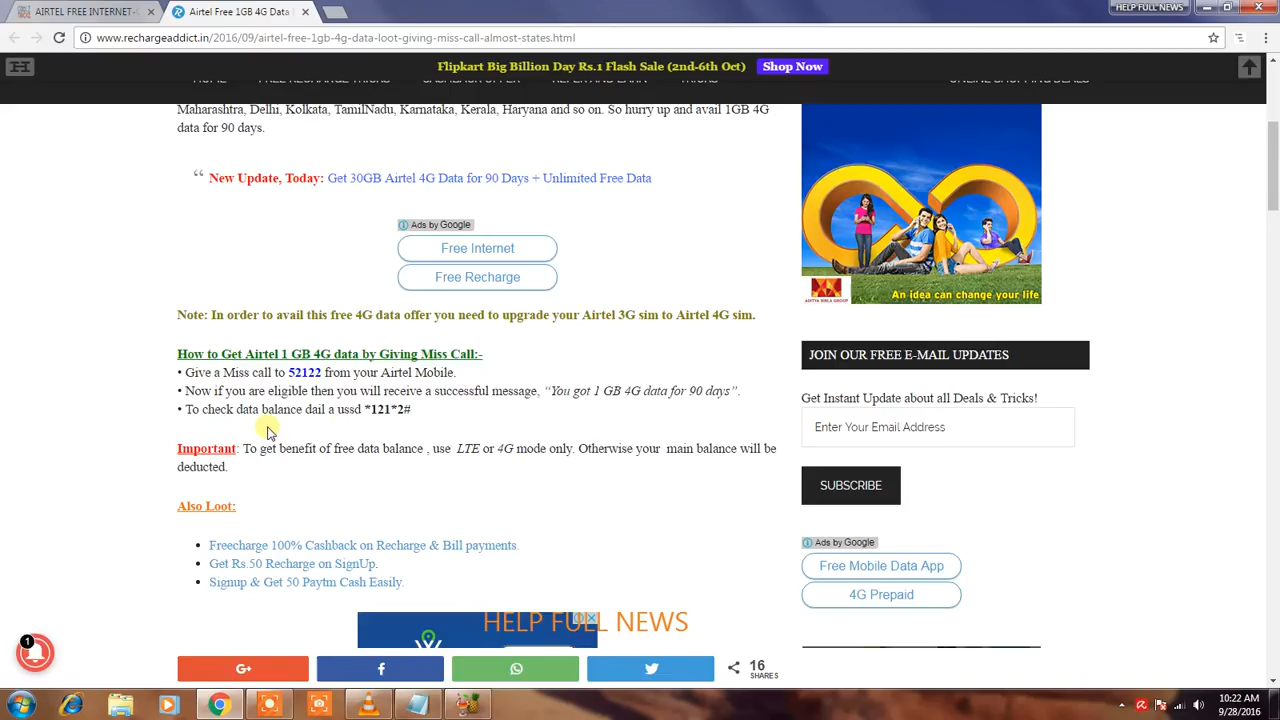 AIRTEL FREE INTERNET-
Airtel Free 1GB 4G Data
HELP FULL NEWS
www.rechargeaddict.in/2016/09/airtel-free-1gb-4g-data-loot-giving-miss-call-almost-states.html
Flipkart Big Billion Day Rs.1 Flash Sale (2nd-6th Oct) Shop Now
Maharashtra, Delhi, Kolkata, TamilNadu, Karnataka, Kerala, Haryana and so on. So hurry up and avail 1GB 4G
data for 90 days.
“ New Update, Today: Get 30GB Airtel 4G Data for 90 Days + Unlimited Free Data
Ads by Google
Free Internet
Free Recharge
Note: In order to avail this free 4G data offer you need to upgrade your Airtel 3G sim to Airtel 4G sim.
How to Get Airtel 1 GB 4G data by Giving Miss Call:-
• Give a Miss call to 52122 from your Airtel Mobile.
• Now if you are eligible then you will receive a successful message, “You got 1 GB 4G data for 90 days”.
• To check data balance dail a ussd *121*2#
Important: To get benefit of free data balance , use LTE or 4G mode only. Otherwise your main balance will be
deducted.
Also Loot:
• Freecharge 100% Cashback on Recharge & Bill payments.
• Get Rs.50 Recharge on SignUp.
• Signup & Get 50 Paytm Cash Easily.
HELP FULL NEWS
ADITYA BIRLA GROUP
An idea can change your life
JOIN OUR FREE E-MAIL UPDATES
Get Instant Update about all Deals & Tricks!
Enter Your Email Address
SUBSCRIBE
Ads by Google
Free Mobile Data App
4G Prepaid
1
G+
16
SHARES
10:22 AM
9/28/2016